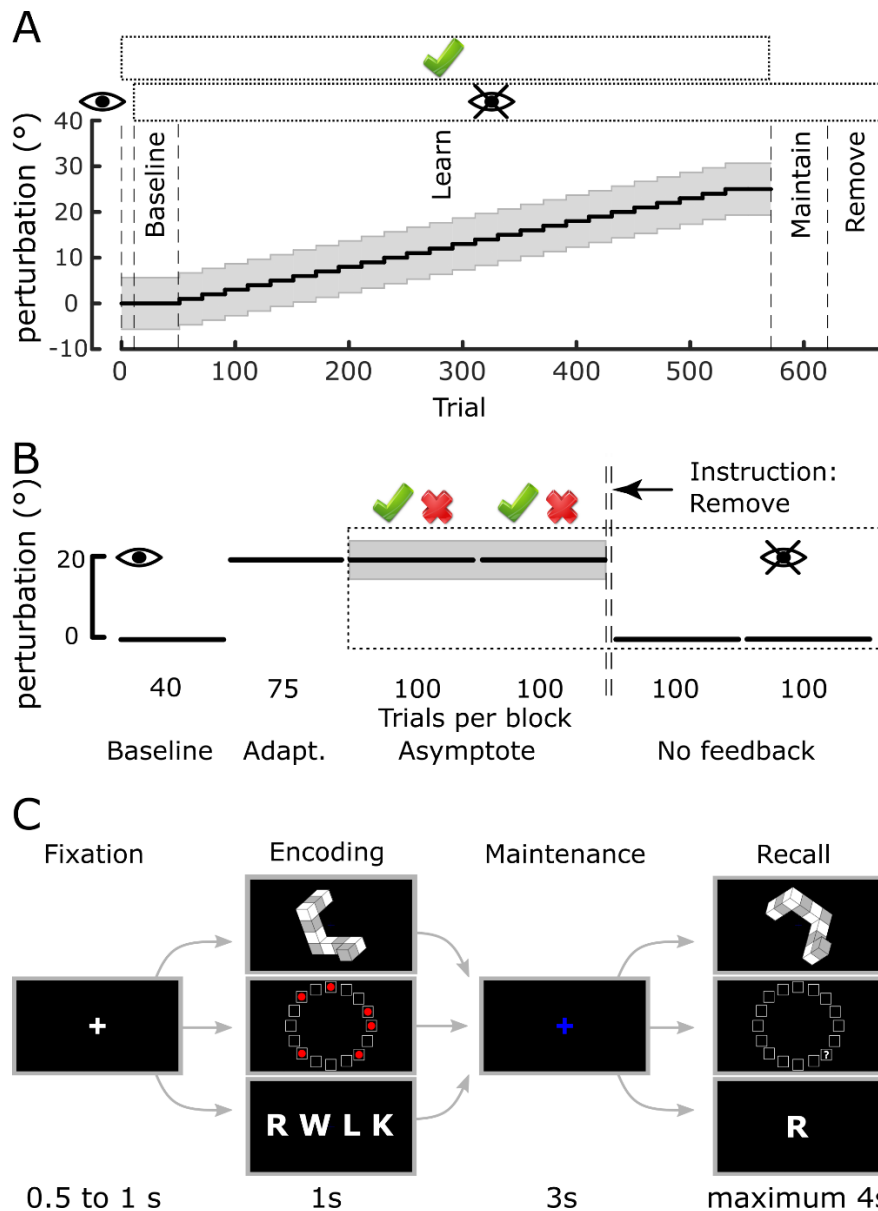 A
perturbation (°)
40
30
20
10
0
-10
Baseline
Learn
Maintain
Remove
0 100 200 300 400 500 600
Trial
B
Instruction:
Remove
perturbation (°)
20
0
40 75 100 100 100 100
Trials per block
Baseline Adapt. Asymptote No feedback
C
Fixation Encoding Maintenance Recall
+ +
?
R W L K R
0.5 to 1 s 1s 3s maximum 4s